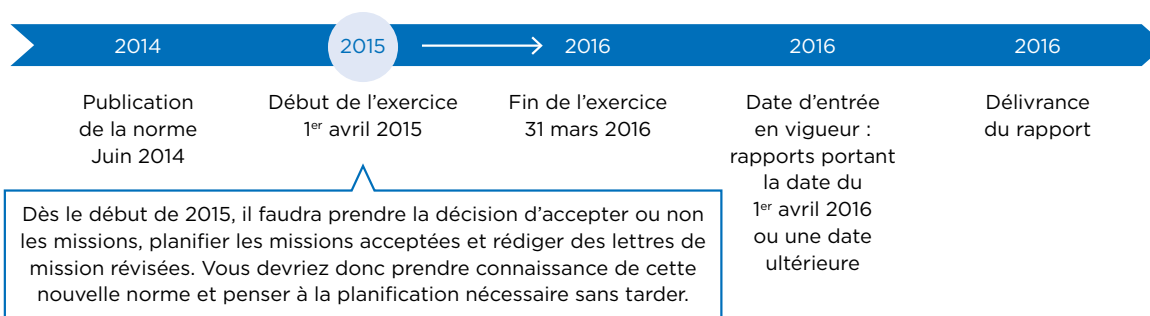 2014
2015
2016
2016
2016
Publication
de la norme
Juin 2014
Début de l'exercice
1er avril 2015
Fin de l'exercice
31 mars 2016
Date d'entrée
en vigueur :
rapports portant
la date du
1er avril 2016
ou une date
ultérieure
Délivrance
du rapport
Dès le début de 2015, il faudra prendre la décision d'accepter ou non
les missions, planifier les missions acceptées et rédiger des lettres de
mission révisées. Vous devriez donc prendre connaissance de cette
nouvelle norme et penser à la planification nécessaire sans tarder.